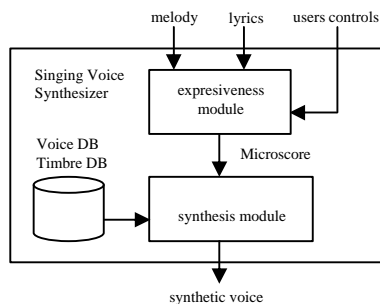 melody lyrics users controls
Singing Voice
Synthesizer
expresiveness
module
Voice DB
Timbre DB
Microscore
synthesis module
synthetic voice